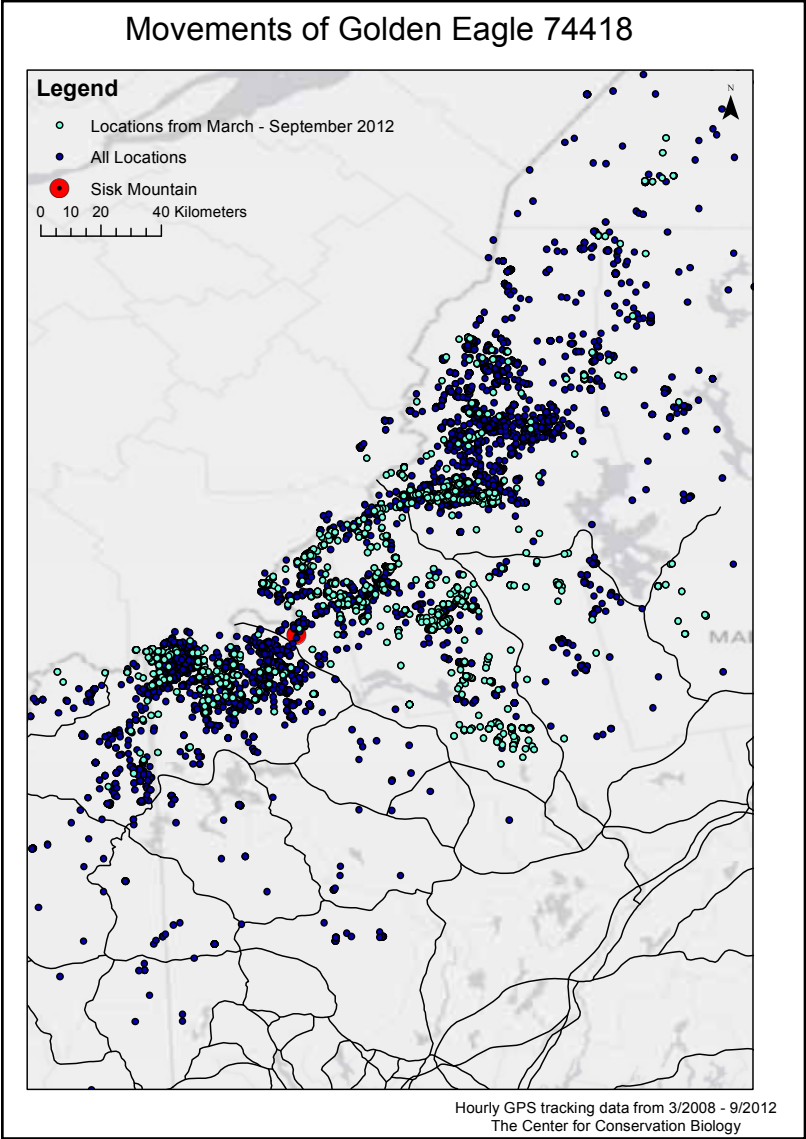 Movements of Golden Eagle 74418
Legend
Locations from March - September 2012
All Locations
Sisk Mountain
0 10 20 40 Kilometers
N
MAI
Hourly GPS tracking data from 3/2008 - 9/2012
The Center for Conservation Biology